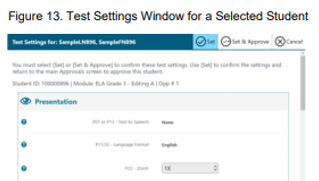 Figure 13. Test Settings Window for a Selected Student
Test Settings for: SampleLN896, SampleFN896 Set Set & Approve Cancel
You must select [Set] or [Set & Approve] to confirm these test settings. Use [Set] to confirm the settings and
return to the main Approvals screen to approve this student.
Student ID: 100000896 | Module: ELA Grade 3 - Editing A | Opp # 1
Presentation
P01 or P13 - Text to Speech None
P11/32 - Language Format English
P02 - Zoom 1X